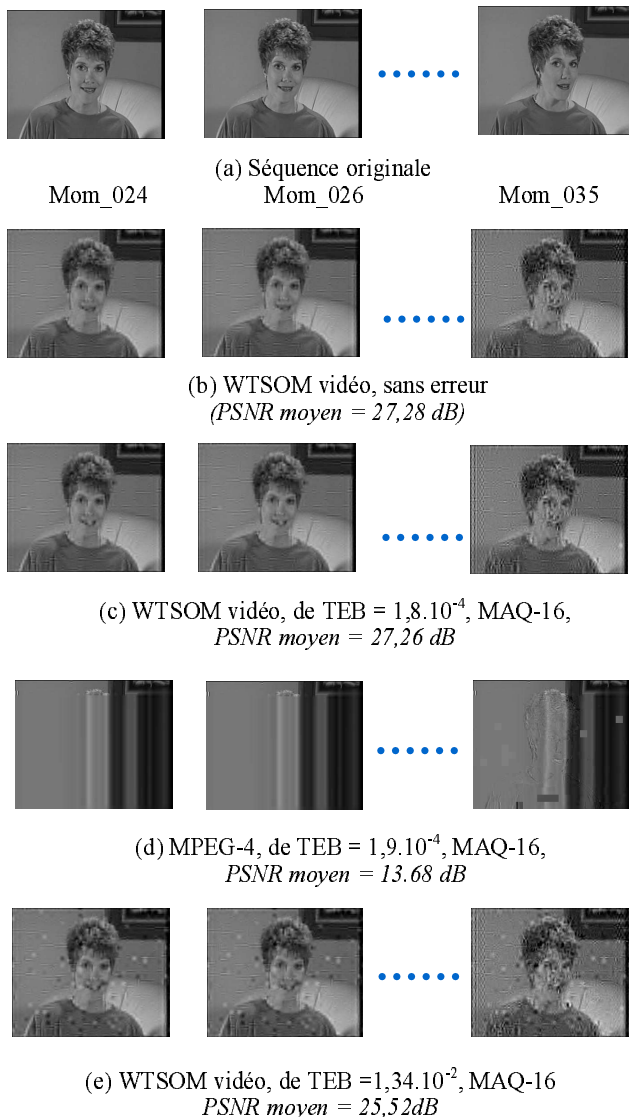 (a) Séquence originale
Mom_024 Mom_026 Mom_035
(b) WTSOM vidéo, sans erreur
(PSNR moyen = 27,28 dB)
(c) WTSOM vidéo, de TEB = 1,8.10⁻⁴, MAQ-16,
PSNR moyen = 27,26 dB
(d) MPEG-4, de TEB = 1,9.10⁻⁴, MAQ-16,
PSNR moyen = 13.68 dB
(e) WTSOM vidéo, de TEB =1,34.10⁻², MAQ-16
PSNR moyen = 25,52dB